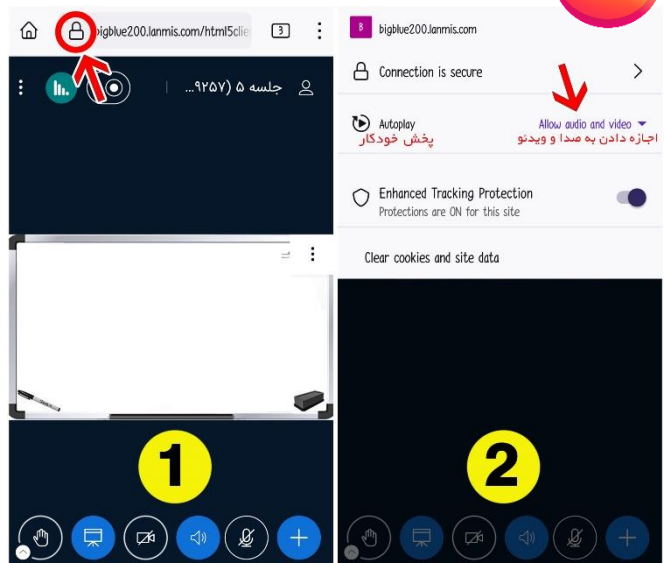 bigblue200.lanmis.com/html5clie
3
جلسه ۵ (۹۲۵۷...
1
B
bigblue200.lanmis.com
Connection is secure
Autoplay
Allow audio and video
پخش خودکار
اجازه دادن به صدا و ویدئو
Enhanced Tracking Protection
Protections are ON for this site
Clear cookies and site data
2